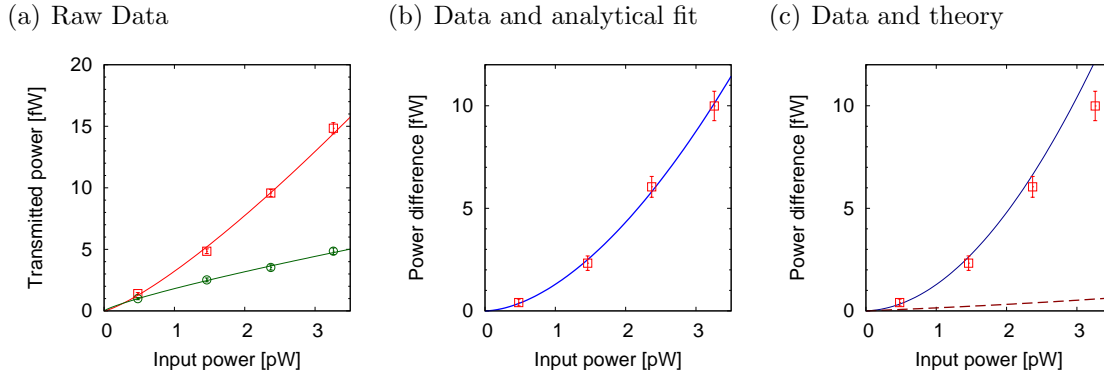 (a) Raw Data
Transmitted power [fW]
20
15
10
5
0
0 1 2 3
Input power [pW]
(b) Data and analytical fit
Power difference [fW]
10
5
0
0 1 2 3
Input power [pW]
(c) Data and theory
Power difference [fW]
10
5
0
0 1 2 3
Input power [pW]